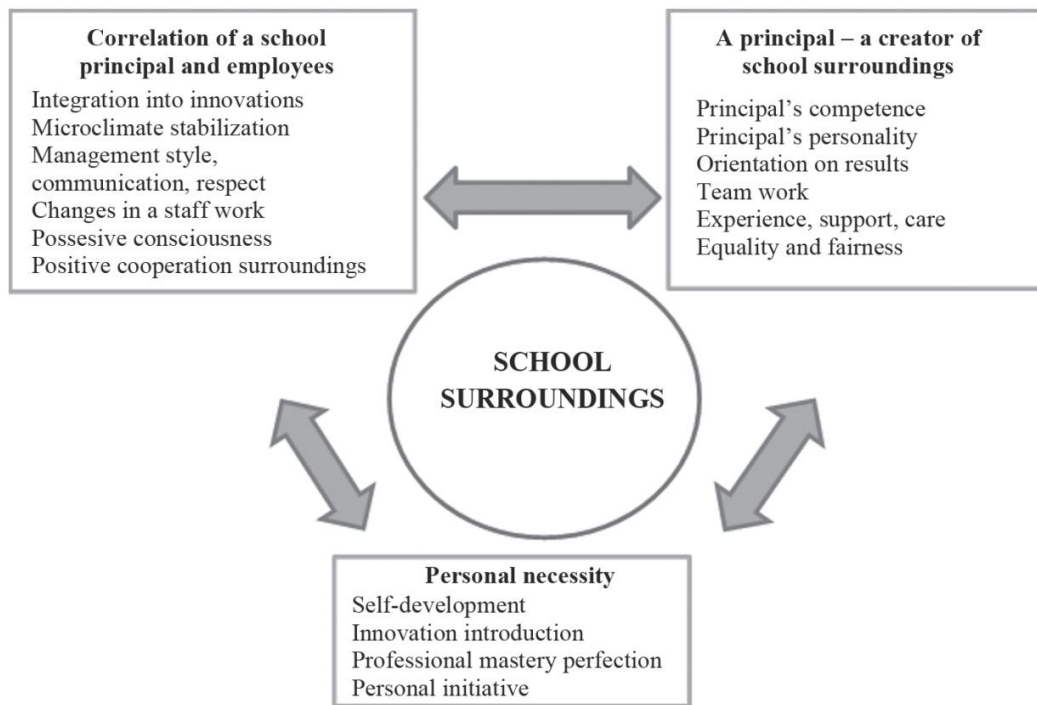 Correlation of a school
principal and employees
Integration into innovations
Microclimate stabilization
Management style,
communication, respect
Changes in a staff work
Possesive consciousness
Positive cooperation surroundings
A principal – a creator of
school surroundings
Principal's competence
Principal's personality
Orientation on results
Team work
Experience, support, care
Equality and fairness
SCHOOL
SURROUNDINGS
Personal necessity
Self-development
Innovation introduction
Professional mastery perfection
Personal initiative